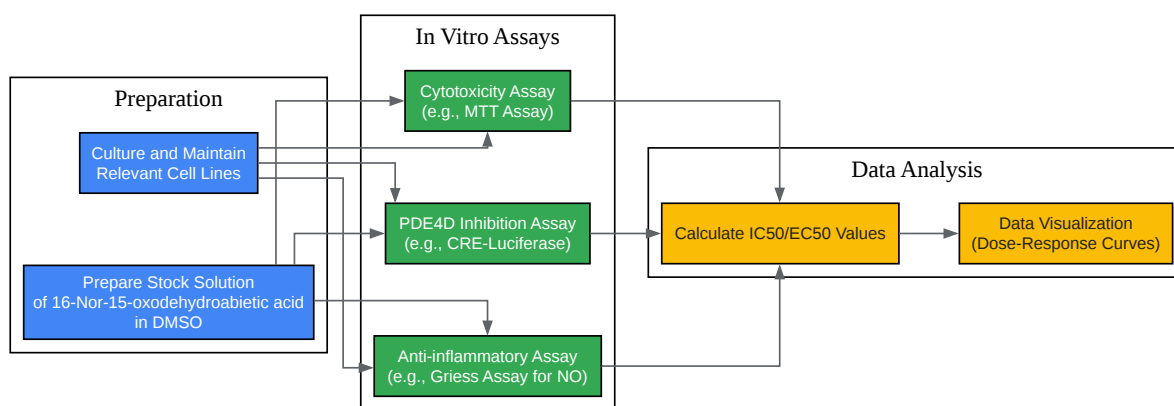 Preparation
Culture and Maintain
Relevant Cell Lines
Prepare Stock Solution
of 16-Nor-15-oxodehydroabietic acid
in DMSO
In Vitro Assays
Cytotoxicity Assay
(e.g., MTT Assay)
PDE4D Inhibition Assay
(e.g., CRE-Luciferase)
Anti-inflammatory Assay
(e.g., Griess Assay for NO)
Data Analysis
Calculate IC50/EC50 Values
Data Visualization
(Dose-Response Curves)